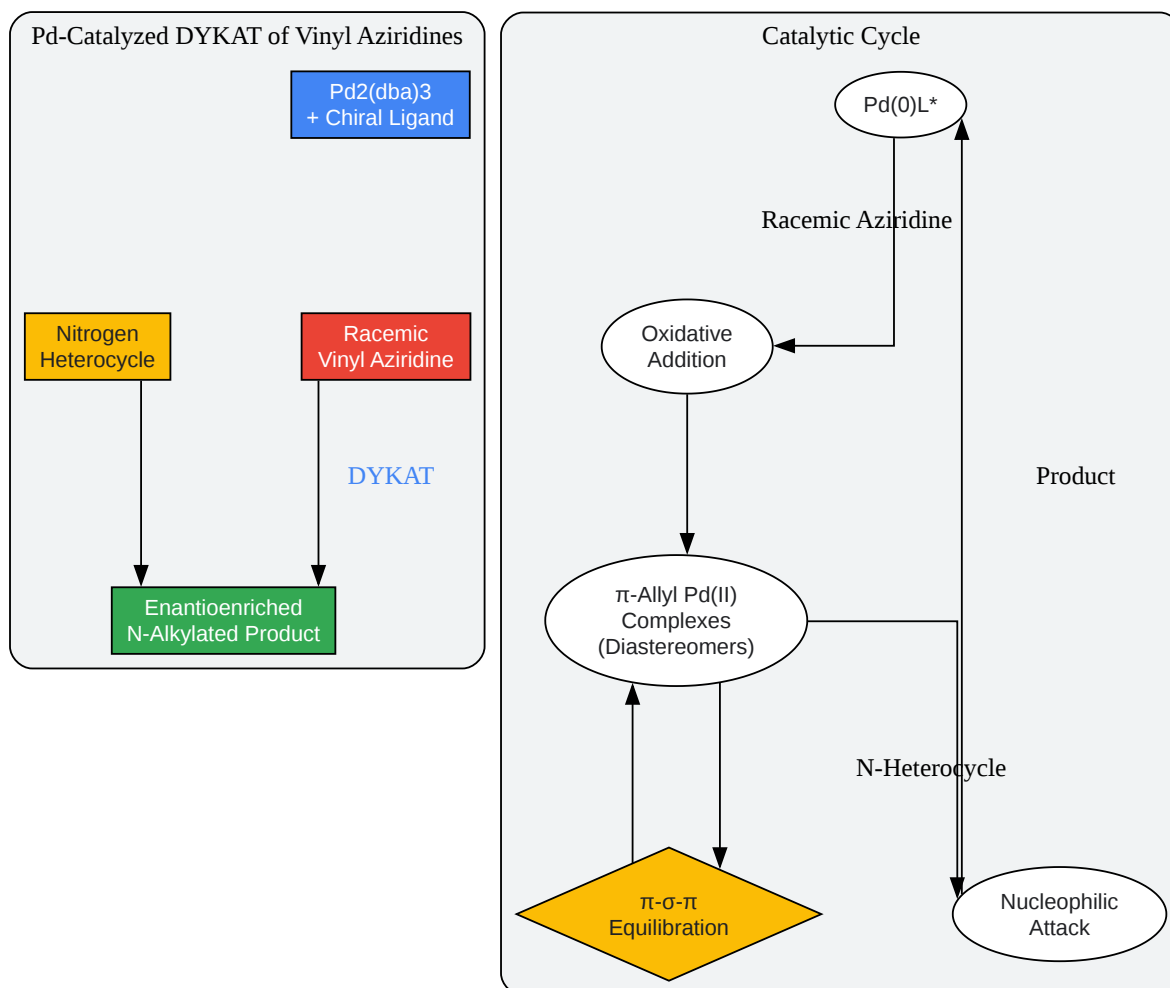 Pd-Catalyzed DYKAT of Vinyl Aziridines
Pd2(dba)3
+ Chiral Ligand
Nitrogen
Heterocycle
Racemic
Vinyl Aziridine
DYKAT
Enantioenriched
N-Alkylated Product
Catalytic Cycle
Pd(0)L*
Racemic Aziridine
Oxidative
Addition
Product
π-Allyl Pd(II)
Complexes
(Diastereomers)
N-Heterocycle
π-σ-π
Equilibration
Nucleophilic
Attack